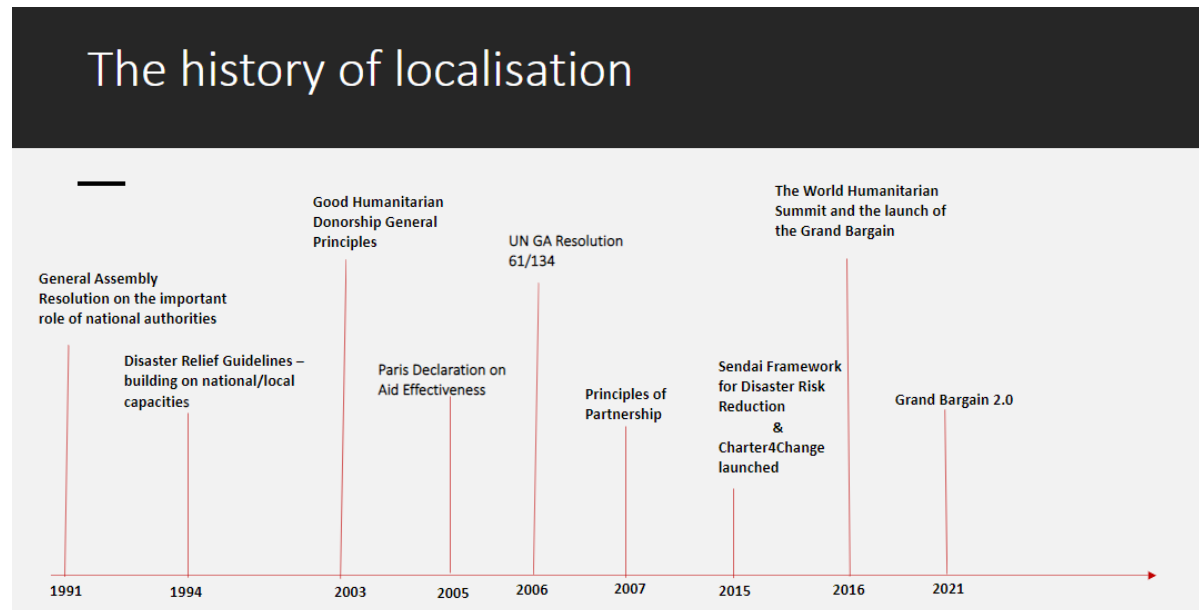 The history of localisation
General Assembly
Resolution on the important
role of national authorities
Disaster Relief Guidelines –
building on national/local
capacities
Good Humanitarian
Donorship General
Principles
Paris Declaration on
Aid Effectiveness
UN GA Resolution
61/134
Principles of
Partnership
Sendai Framework
for Disaster Risk
Reduction
&
Charter4Change
launched
The World Humanitarian
Summit and the launch of
the Grand Bargain
Grand Bargain 2.0
1991
1994
2003
2005
2006
2007
2015
2016
2021